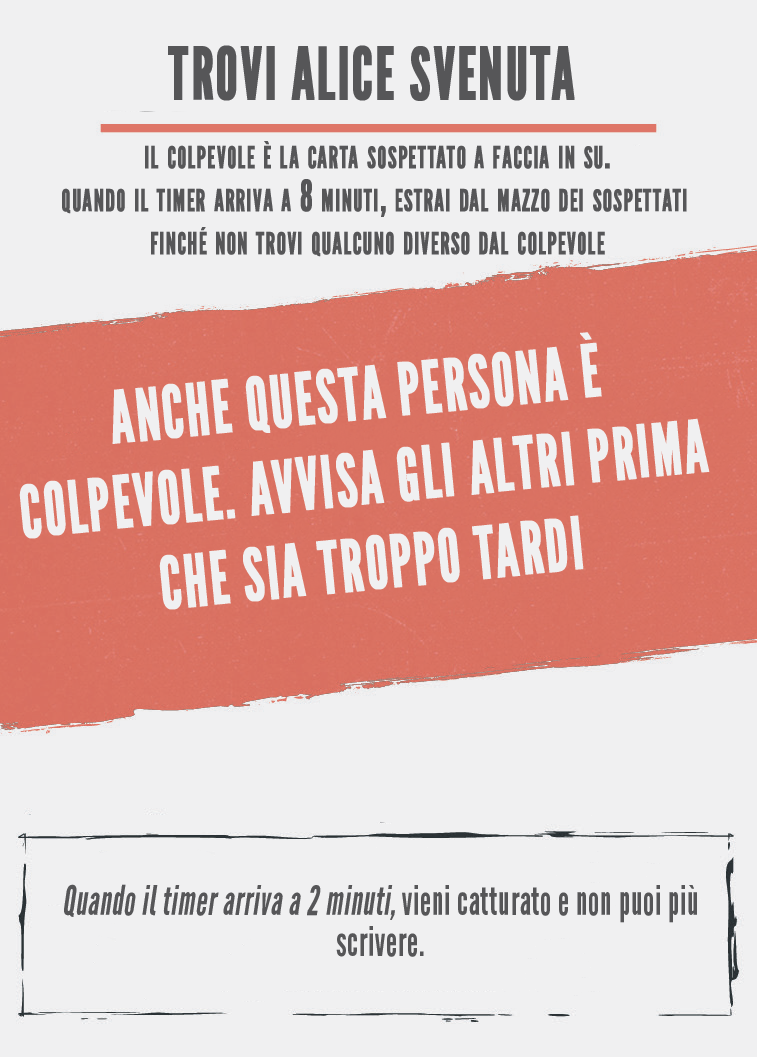 TROVI ALICE SVENUTA
IL COLPEVOLE È LA CARTA SOSPETTATO A FACCIA IN SU.
QUANDO IL TIMER ARRIVA A 8 MINUTI, ESTRAI DAL MAZZO DEI SOSPETTATI
FINCHÉ NON TROVI QUALCUNO DIVERSO DAL COLPEVOLE
ANCHE QUESTA PERSONA È
COLPEVOLE. AVVISA GLI ALTRI PRIMA
CHE SIA TROPPO TARDI
Quando il timer arriva a 2 minuti, vieni catturato e non puoi più
scrivere.